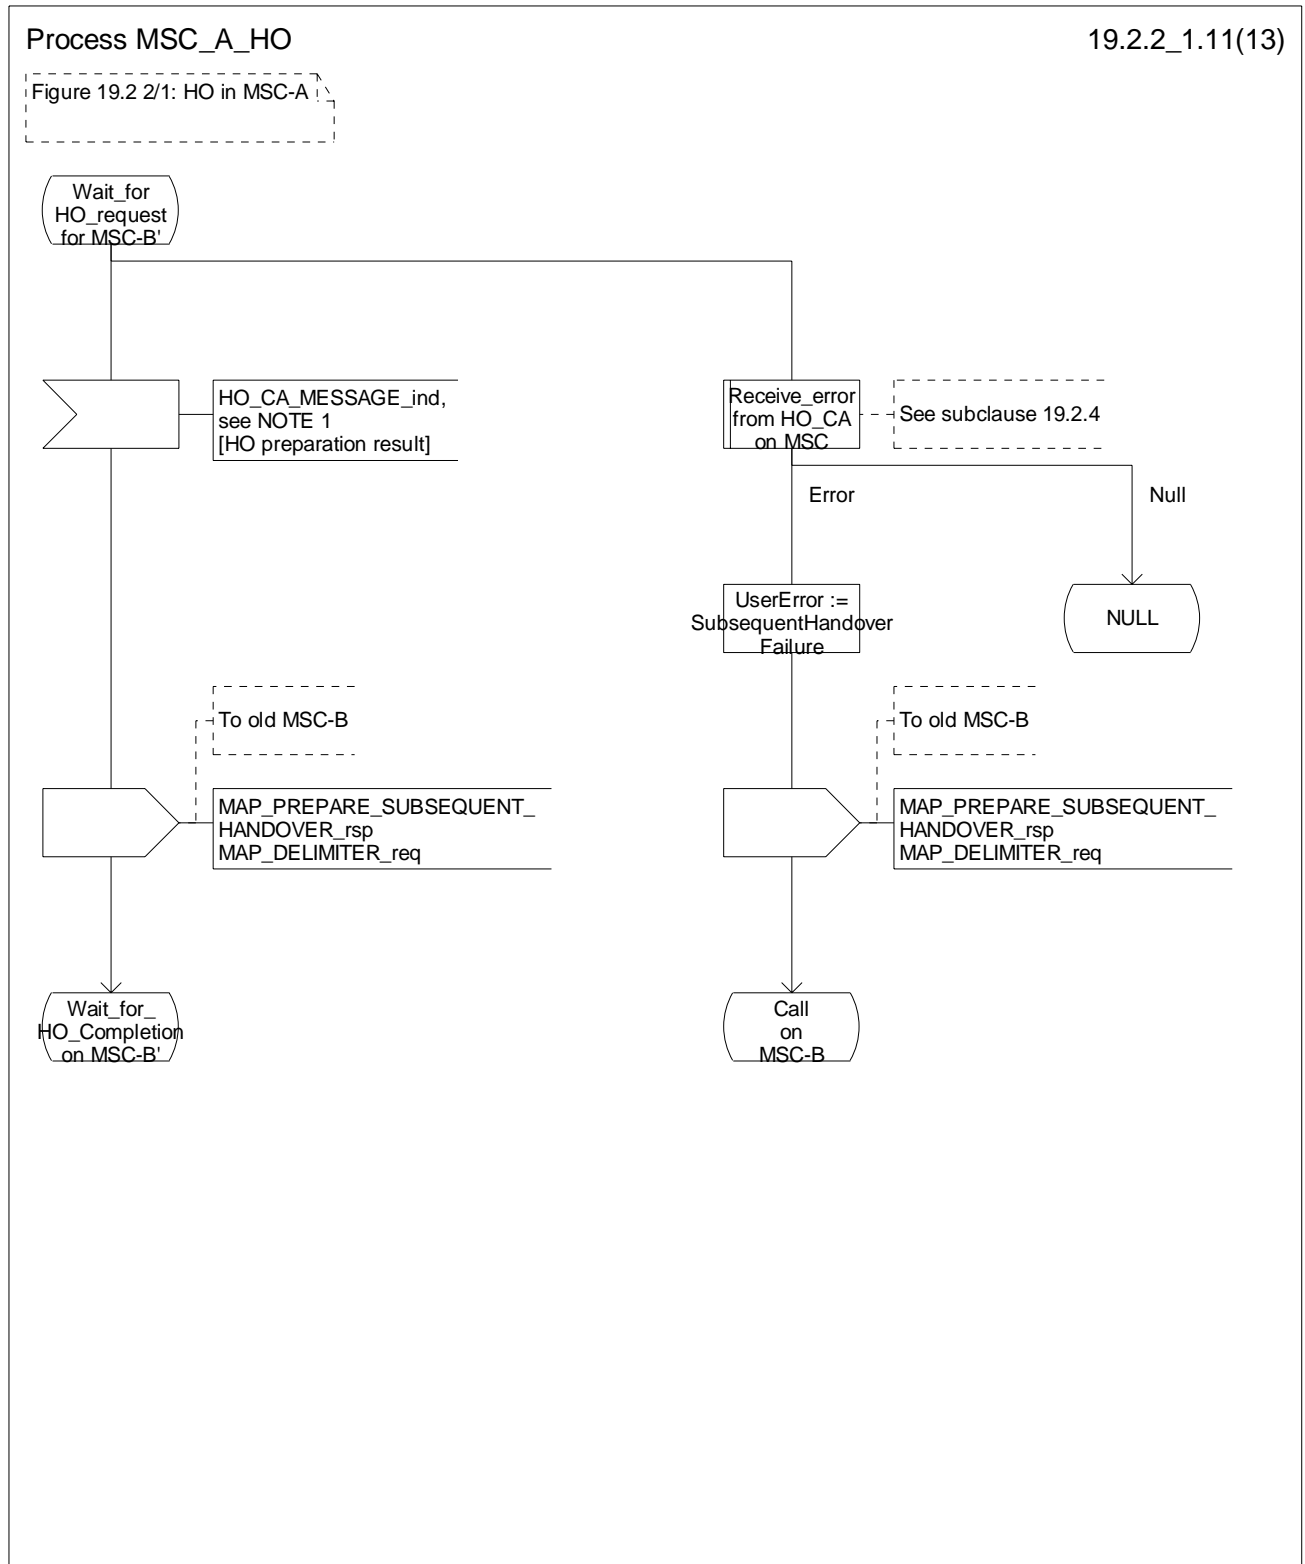 Process MSC_A_HO
19.2.2_1.11(13)
Figure 19.2 2/1: HO in MSC-A
Wait_for
HO_request
for MSC-B'
HO_CA_MESSAGE_ind,
see NOTE 1
[HO preparation result]
Receive_error
from HO_CA
on MSC
See subclause 19.2.4
Error
Null
UserError :=
SubsequentHandover
Failure
NULL
To old MSC-B
To old MSC-B
MAP_PREPARE_SUBSEQUENT_
HANDOVER_rsp
MAP_DELIMITER_req
MAP_PREPARE_SUBSEQUENT_
HANDOVER_rsp
MAP_DELIMITER_req
Wait_for_
HO_Completion
on MSC-B'
Call
on
MSC-B